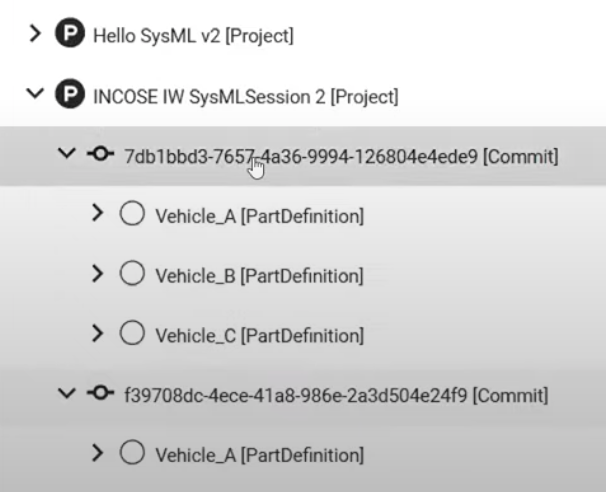 P Hello SysML v2 [Project]
P INCOSE IW SysMLSession 2 [Project]
7db1bbd3-7657-4a36-9994-126804e4ede9 [Commit]
Vehicle_A [PartDefinition]
Vehicle_B [PartDefinition]
Vehicle_C [PartDefinition]
f39708dc-4ece-41a8-986e-2a3d504e24f9 [Commit]
Vehicle_A [PartDefinition]